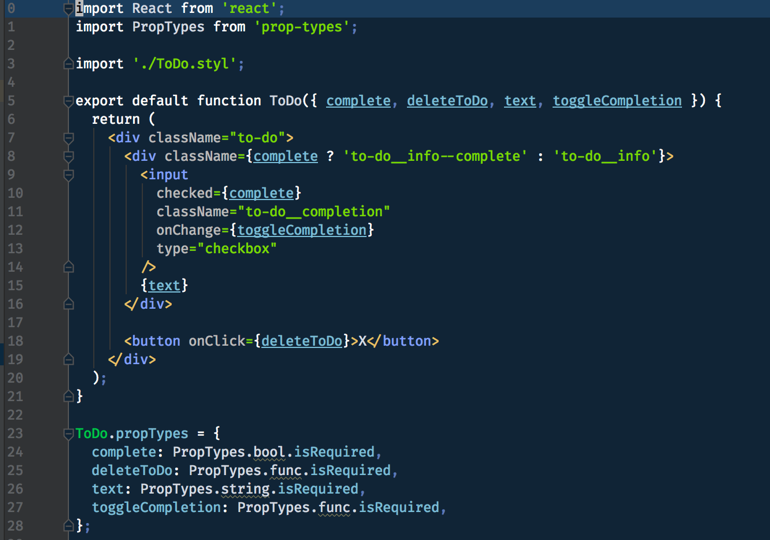 0 import React from 'react';
1 import PropTypes from 'prop-types';
2
3 import './ToDo.styl';
4
5 export default function ToDo({ complete, deleteToDo, text, toggleCompletion }) {
6   return (
7     <div className="to-do">
8       <div className={complete ? 'to-do__info--complete' : 'to-do__info'}>
9         <input
10           checked={complete}
11           className="to-do__completion"
12           onChange={toggleCompletion}
13           type="checkbox"
14         />
15         {text}
16       </div>
17
18       <button onClick={deleteToDo}>X</button>
19     </div>
20   );
21 }
22
23 ToDo.propTypes = {
24   complete: PropTypes.bool.isRequired,
25   deleteToDo: PropTypes.func.isRequired,
26   text: PropTypes.string.isRequired,
27   toggleCompletion: PropTypes.func.isRequired,
28 };